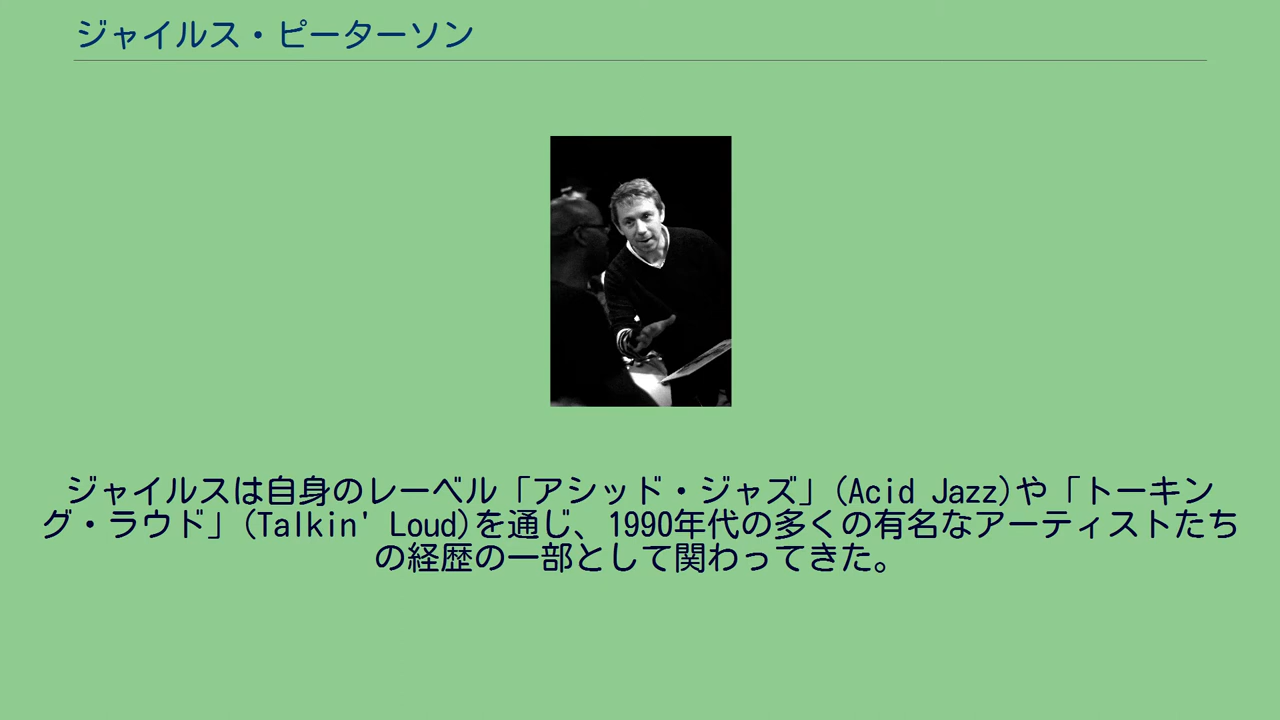 ジャイルス・ピーターソン
ジャイルスは自身のレーベル「アシッド・ジャズ」(Acid Jazz)や「トーキン
グ・ラウド」(Talkin' Loud)を通じ、1990年代の多くの有名なアーティストたち
の経歴の一部として関わってきた。